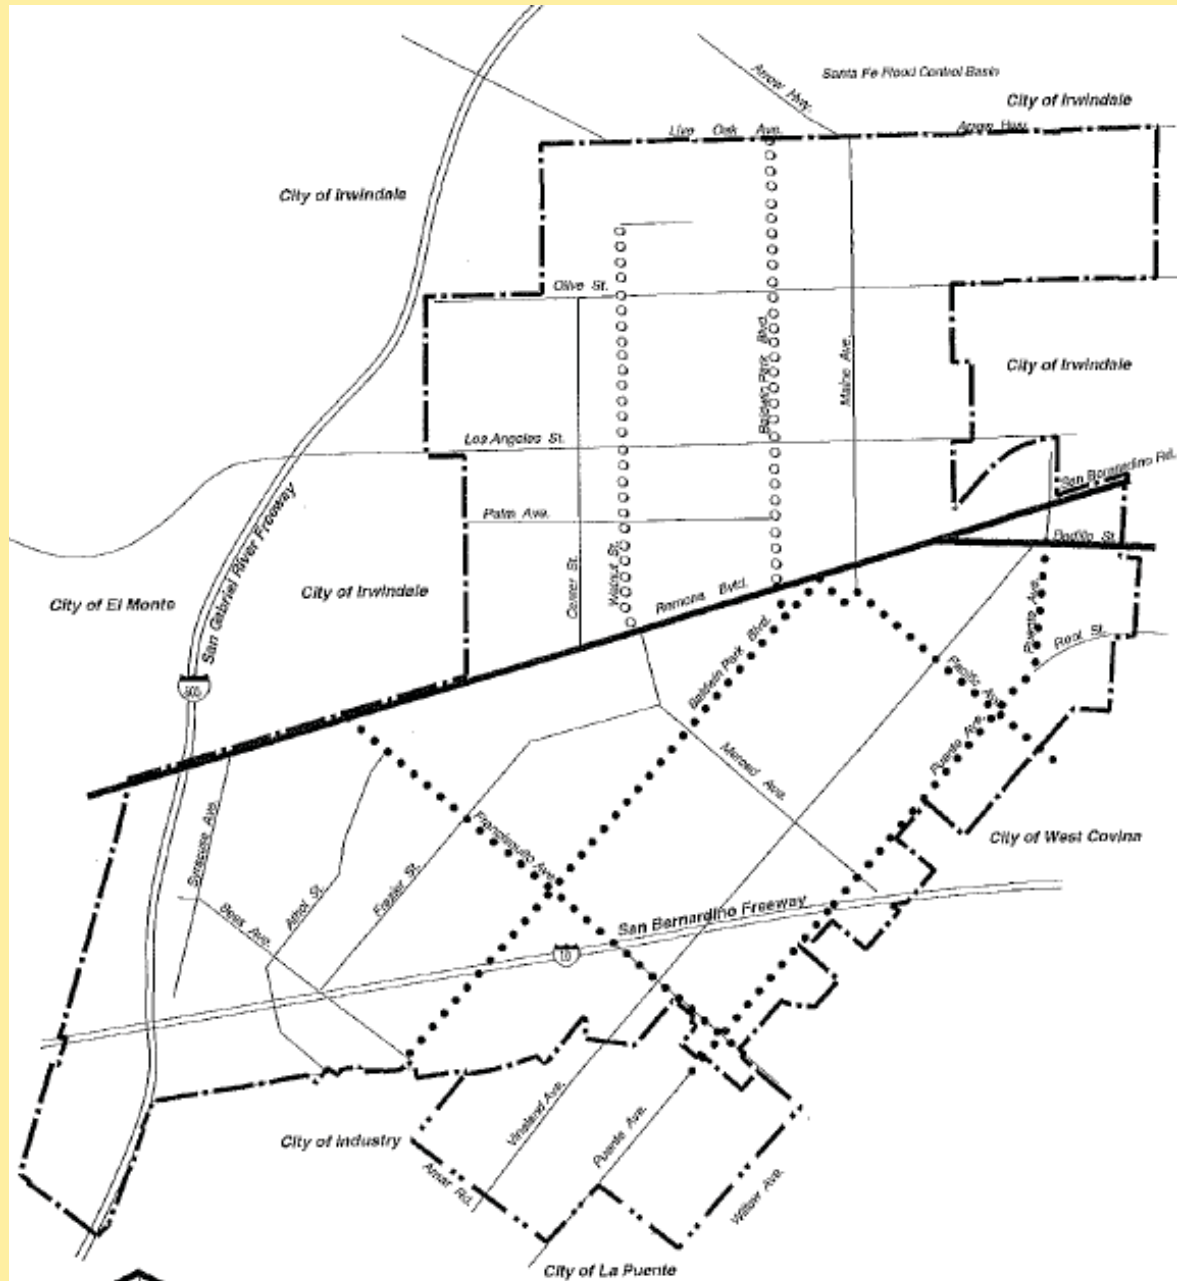 Santa Fe Flood Control Basin
Arrow Hwy.
City of Irwindale
Live Oak Ave.
Arrow Hwy.
City of Irwindale
Olive St.
Baldwin Park Blvd.
Maine Ave.
City of Irwindale
Los Angeles St.
San Bernardino Rd.
San Gabriel River Freeway
Palm Ave.
Badillo St.
Center St.
Walnut St.
City of El Monte
City of Irwindale
Ramona Blvd.
Puente Ave.
605
Baldwin Park Blvd.
Pacific Ave.
Puente Ave.
Merced Ave.
Syracuse Ave.
Francisquito Ave.
City of West Covina
Athol St.
Frazier St.
Bess Ave.
San Bernardino Freeway
10
Vineland Ave.
Puente Ave.
City of Industry
Amar Rd.
Willow Ave.
City of La Puente